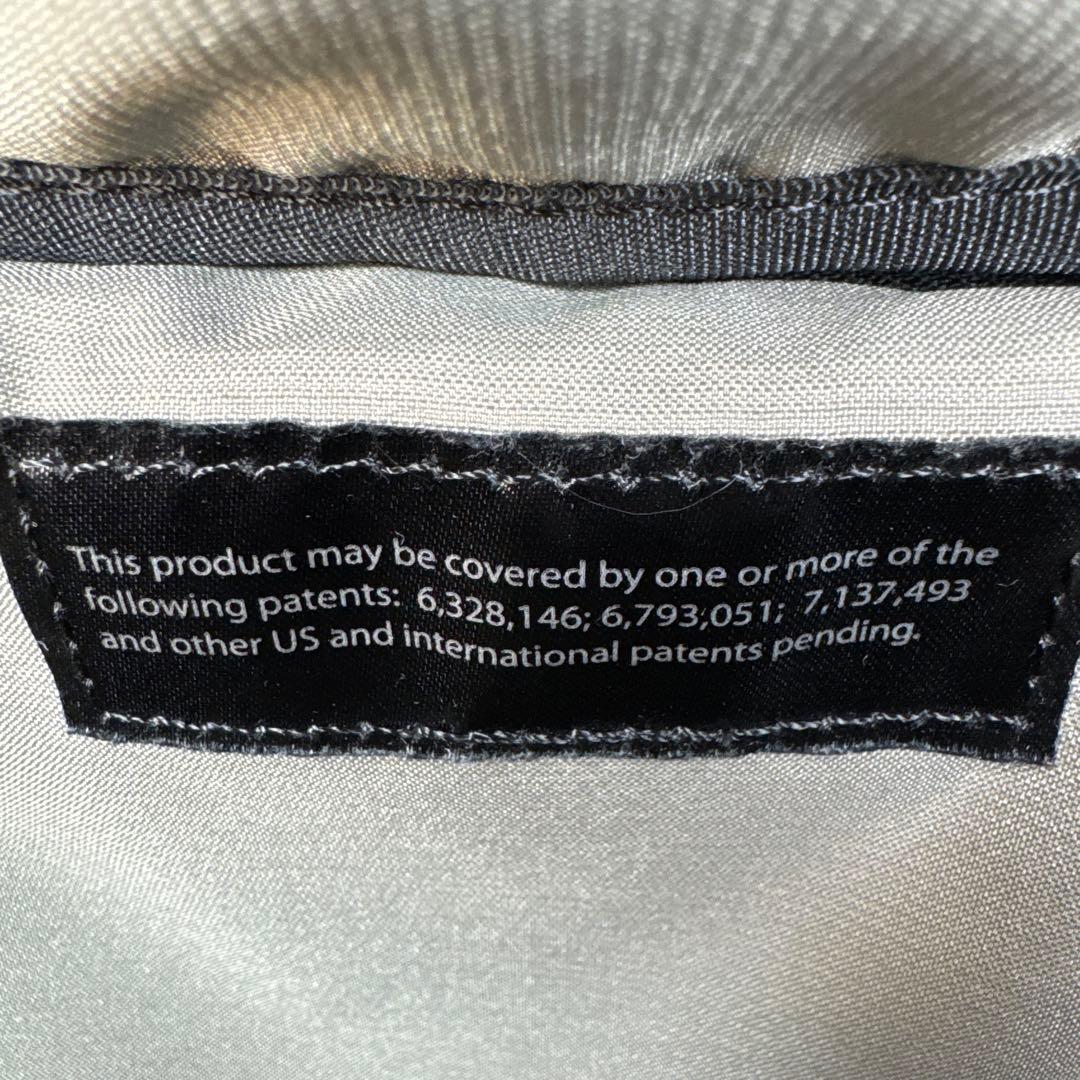 This product may be covered by one or more of the
following patents: 6,328,146; 6,793,051; 7,137,493
and other US and international patents pending.